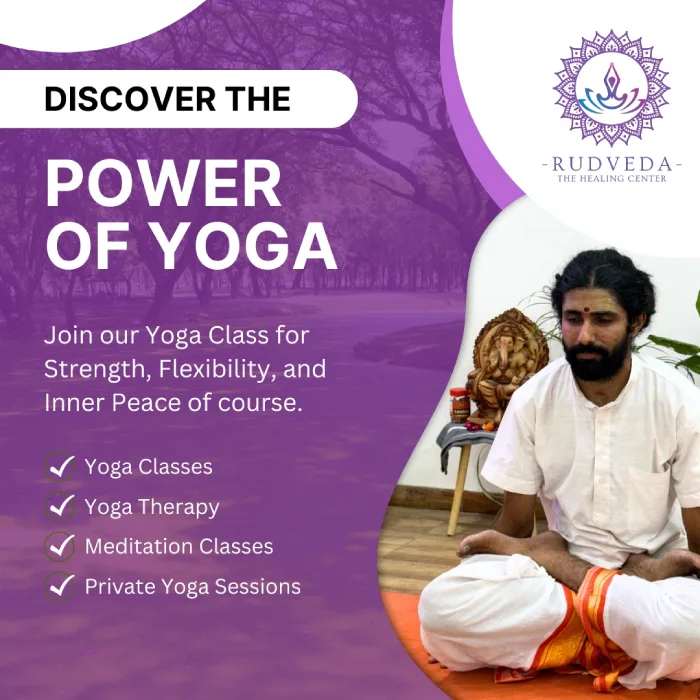 DISCOVER THE
POWER
OF YOGA
-RUDVEDA-
THE HEALING CENTER
Join our Yoga Class for
Strength, Flexibility, and
Inner Peace of course.
Yoga Classes
Yoga Therapy
Meditation Classes
Private Yoga Sessions